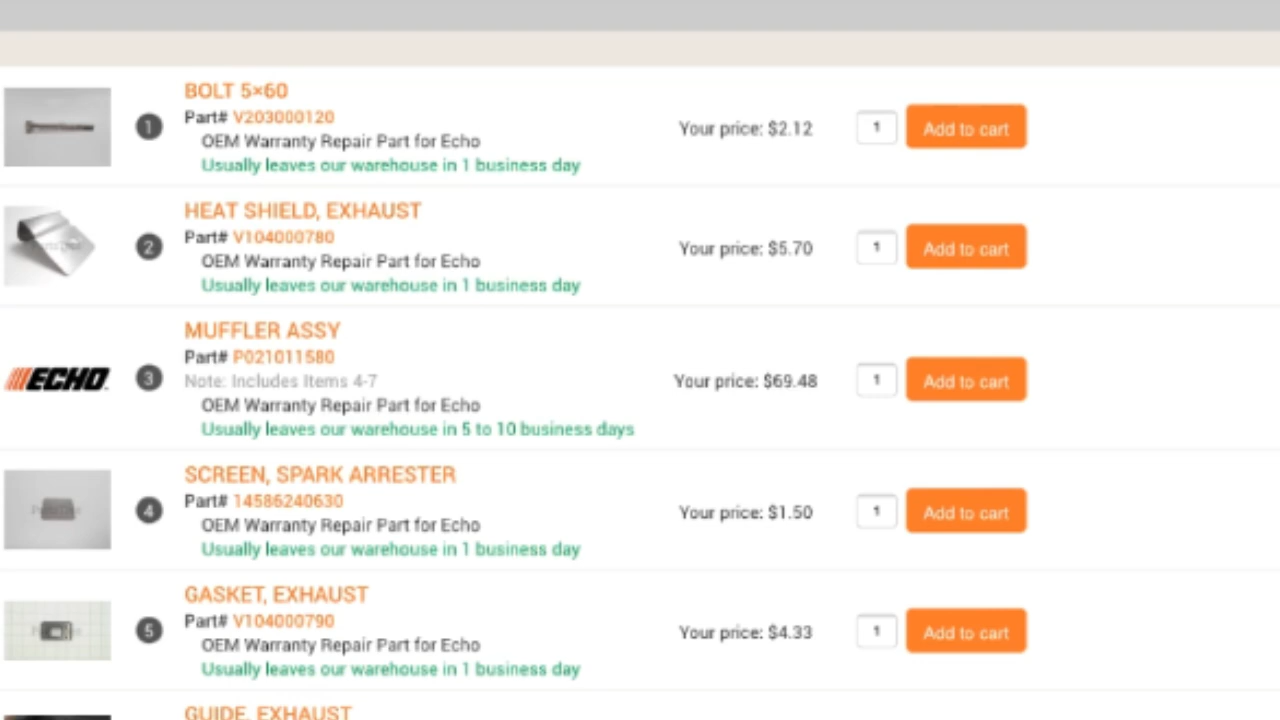 BOLT 5×60
1
Part# V203000120
OEM Warranty Repair Part for Echo
Usually leaves our warehouse in 1 business day
Your price: $2.12
1
Add to cart
HEAT SHIELD, EXHAUST
2
Part# V104000780
OEM Warranty Repair Part for Echo
Usually leaves our warehouse in 1 business day
Your price: $5.70
1
Add to cart
MUFFLER ASSY
ECHO
3
Part# P021011580
Note: Includes Items 4-7
OEM Warranty Repair Part for Echo
Usually leaves our warehouse in 5 to 10 business days
Your price: $69.48
1
Add to cart
SCREEN, SPARK ARRESTER
4
Part# 14586240630
OEM Warranty Repair Part for Echo
Usually leaves our warehouse in 1 business day
Your price: $1.50
1
Add to cart
GASKET, EXHAUST
5
Part# V104000790
OEM Warranty Repair Part for Echo
Usually leaves our warehouse in 1 business day
Your price: $4.33
1
Add to cart
GUIDE, EXHAUST